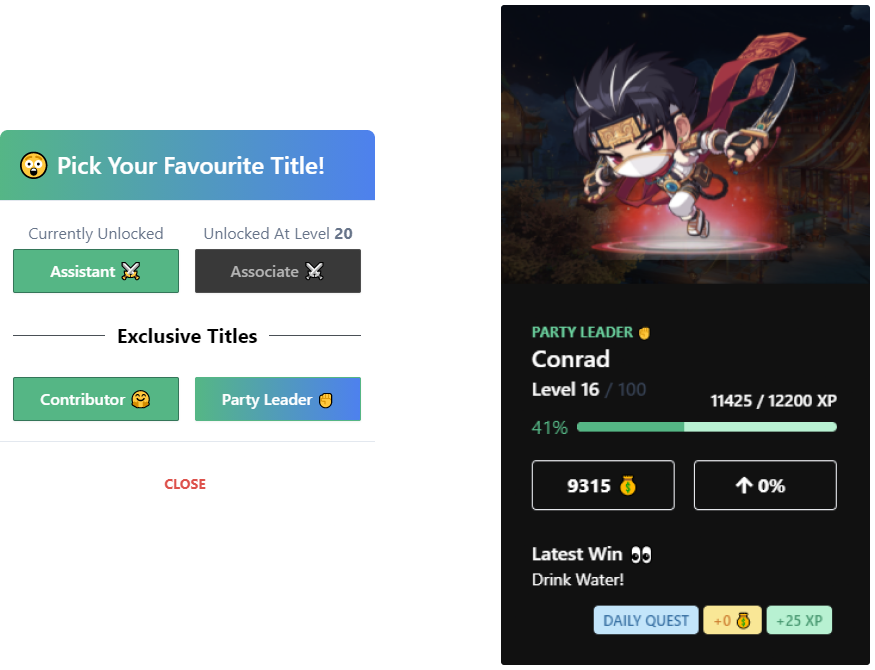 Pick Your Favourite Title!
Currently Unlocked
Unlocked At Level 20
Assistant
Associate
Exclusive Titles
Contributor
Party Leader
CLOSE
PARTY LEADER
Conrad
Level 16 / 100
11425 / 12200 XP
41%
9315
0%
Latest Win
Drink Water!
DAILY QUEST
+0
+25 XP